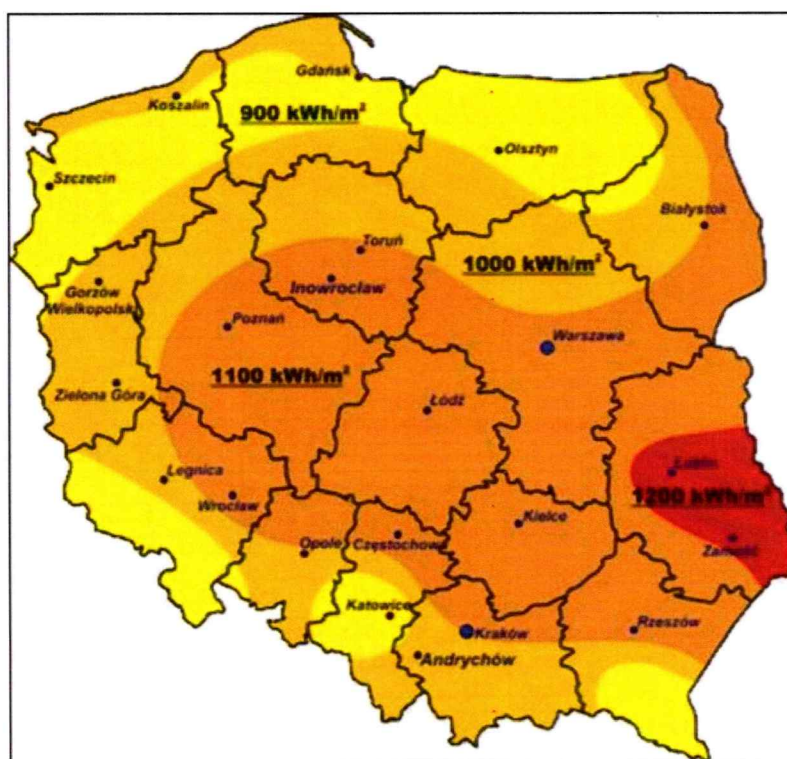 Gdańsk
Koszalin
900 kWh/m²
Olsztyn
Szczecin
Białystok
Toruń
1000 kWh/m²
Inowrocław
Gorzów
Wielkopolski
Poznań
Warszawa
1100 kWh/m²
Zielona Góra
Łódź
Lublin
Legnica
1200 kWh/m²
Wrocław
Kielce
Opole
Częstochowa
Zamość
Katowice
Kraków
Rzeszów
Andrychów